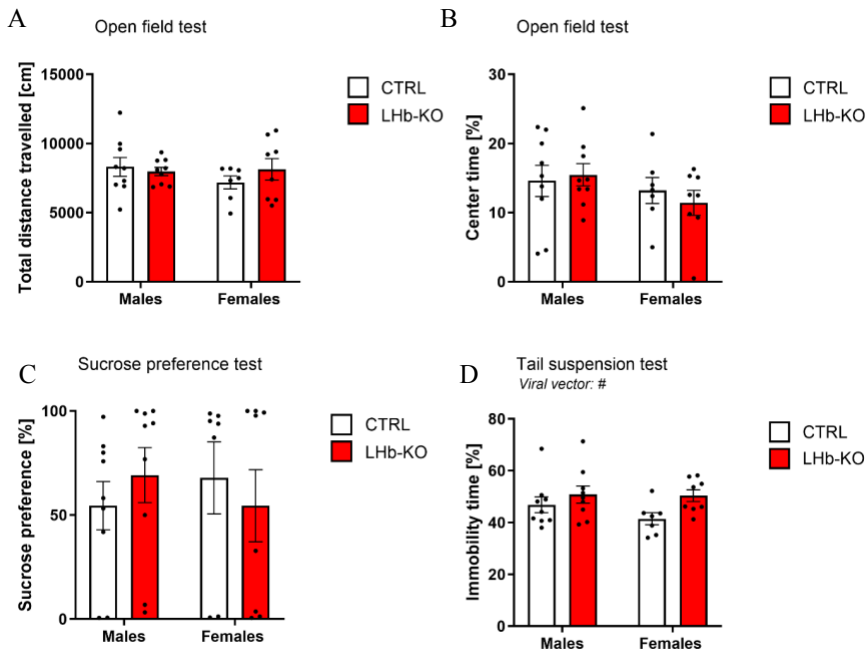 A
Open field test
Total distance travelled [cm]
15000
10000
5000
0
Males
Females
CTRL
LHb-KO
B
Open field test
Center time [%]
30
20
10
0
Males
Females
CTRL
LHb-KO
C
Sucrose preference test
Sucrose preference [%]
100
50
0
Males
Females
CTRL
LHb-KO
D
Tail suspension test
Viral vector: #
Immobility time [%]
80
60
40
20
0
Males
Females
CTRL
LHb-KO